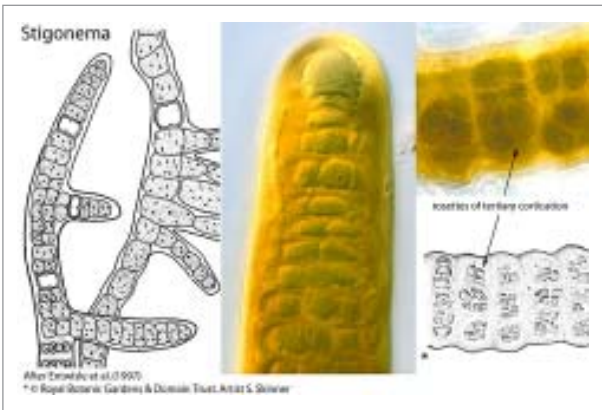 Stigonema
rosettes of tertiary cortication
After Entwisle et al. (1997)
* © Royal Botanic Gardens & Domain Trust. Artist S. Skinner
*